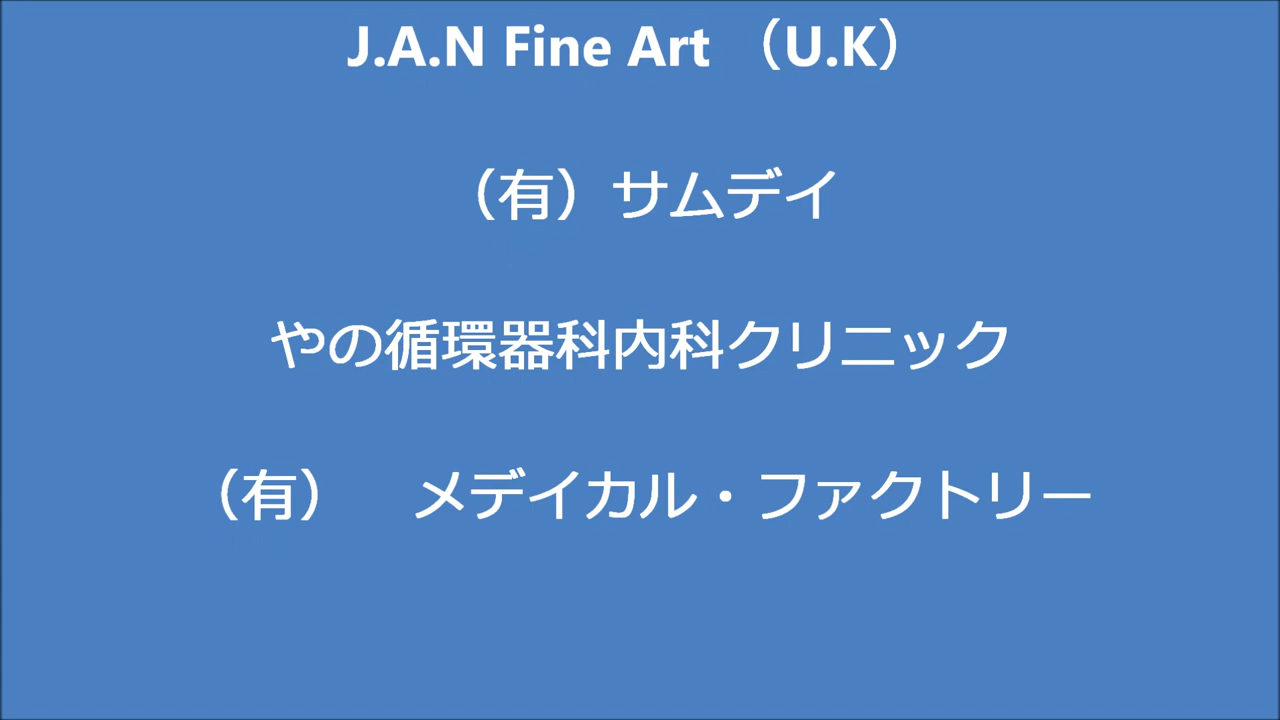 J.A.N Fine Art （U.K）
（有）サムデイ
やの循環器科内科クリニック
（有）　メデイカル・ファクトリー